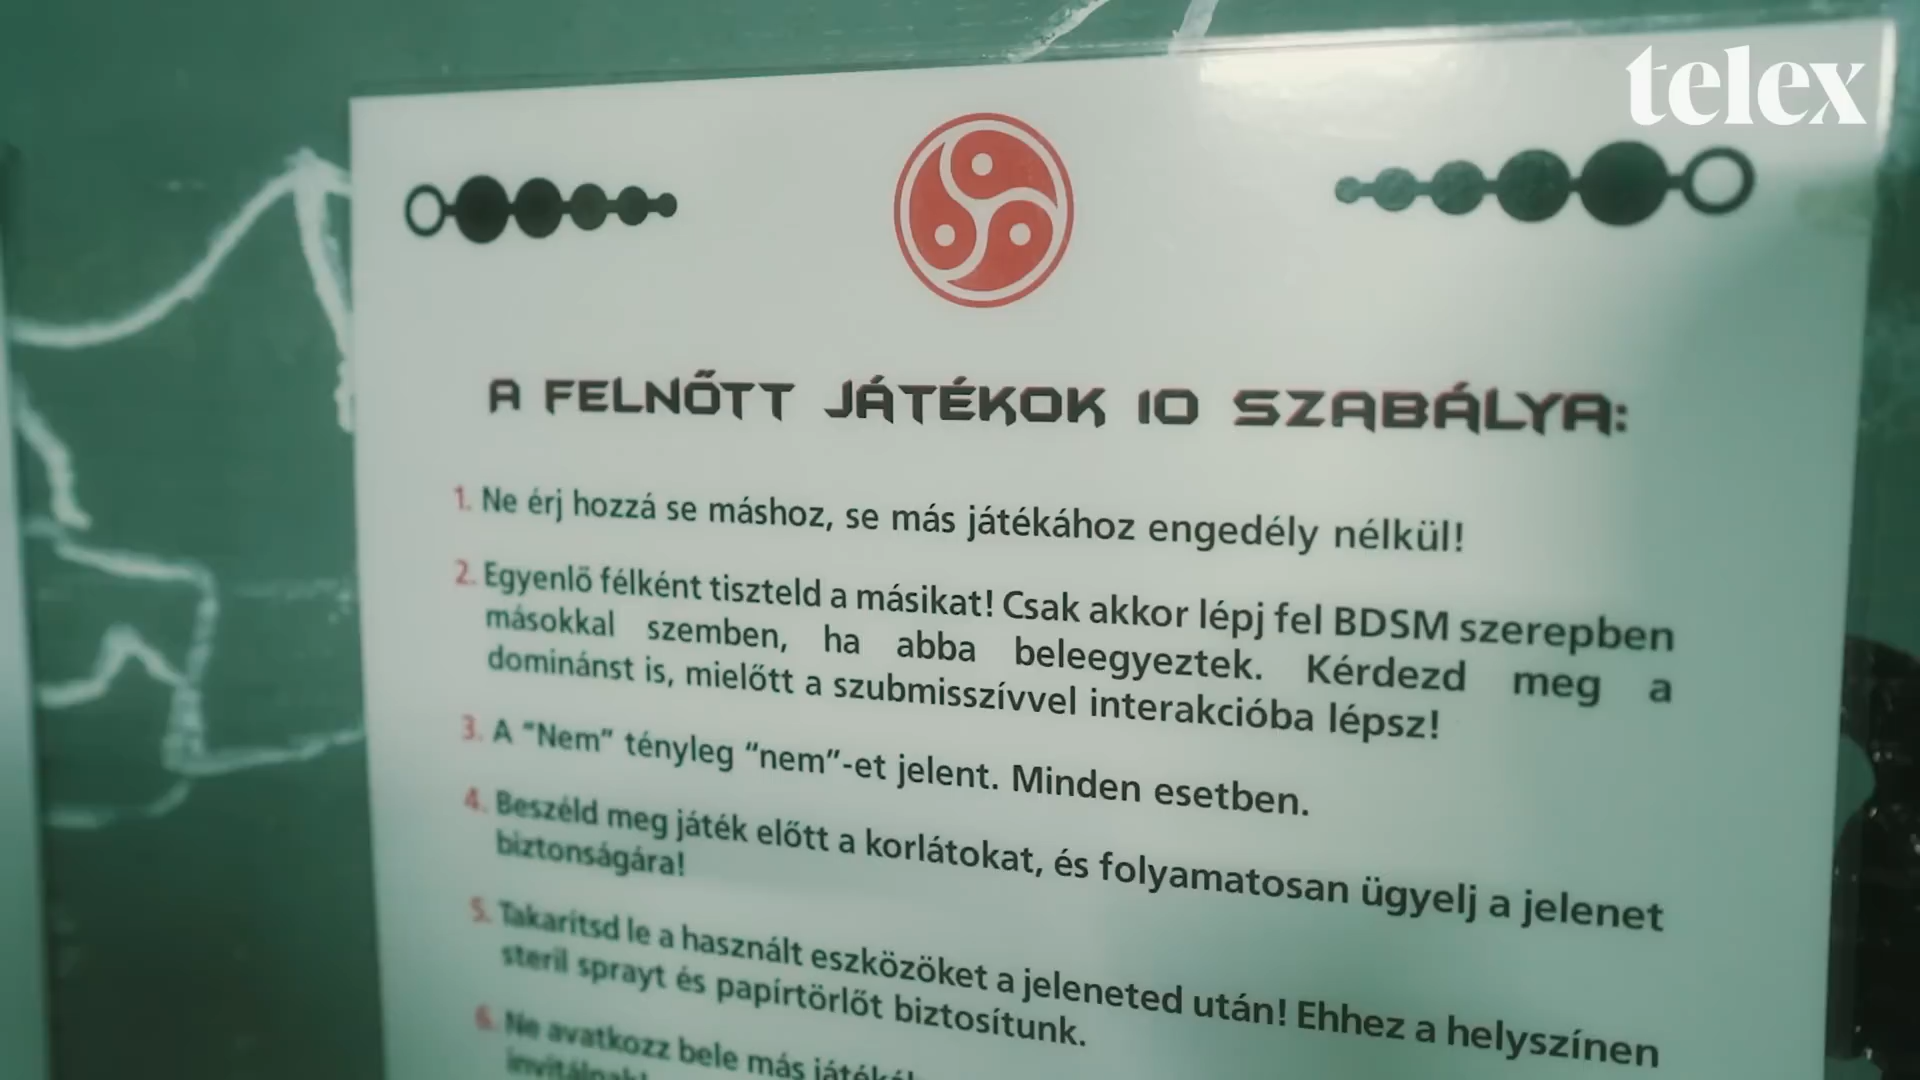 telex
A FELNŐTT JÁTÉKOK 10 SZABÁLYA:
1. Ne érj hozzá se máshoz, se más játékához engedély nélkül!
2. Egyenlő félként tiszteld a másikat! Csak akkor lépj fel BDSM szerepben
másokkal szemben, ha abba beleegyeztek. Kérdezd meg a
domináns​t is, mielőtt a szubmisszívvel interakcióba lépsz!
3. A "Nem" tényleg "nem"-et jelent. Minden esetben.
4. Beszéld meg játék előtt a korlátokat, és folyamatosan ügyelj a jelenet
biztonságára!
5. Takarítsd le a használt eszközöket a jeleneted után! Ehhez a helyszínen
steril sprayt és papírtörlőt biztosítunk.
6. Ne avatkozz bele más